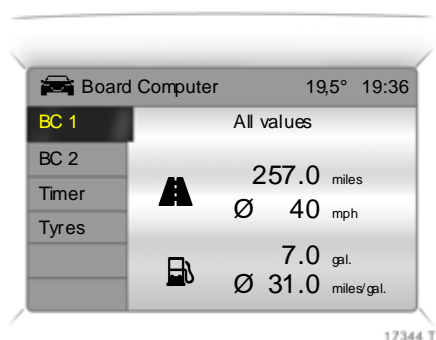 Board Computer 19,5° 19:36
BC 1
All values
BC 2
Timer
Tyres
257.0 miles
Ø 40 mph
7.0 gal.
Ø 31.0 miles/gal.
17344 T